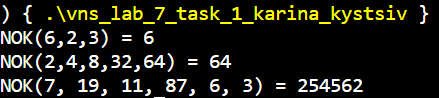 ) { .\vns_lab_7_task_1_karina_kystsiv }
NOK(6,2,3) = 6
NOK(2,4,8,32,64) = 64
NOK(7, 19, 11, 87, 6, 3) = 254562